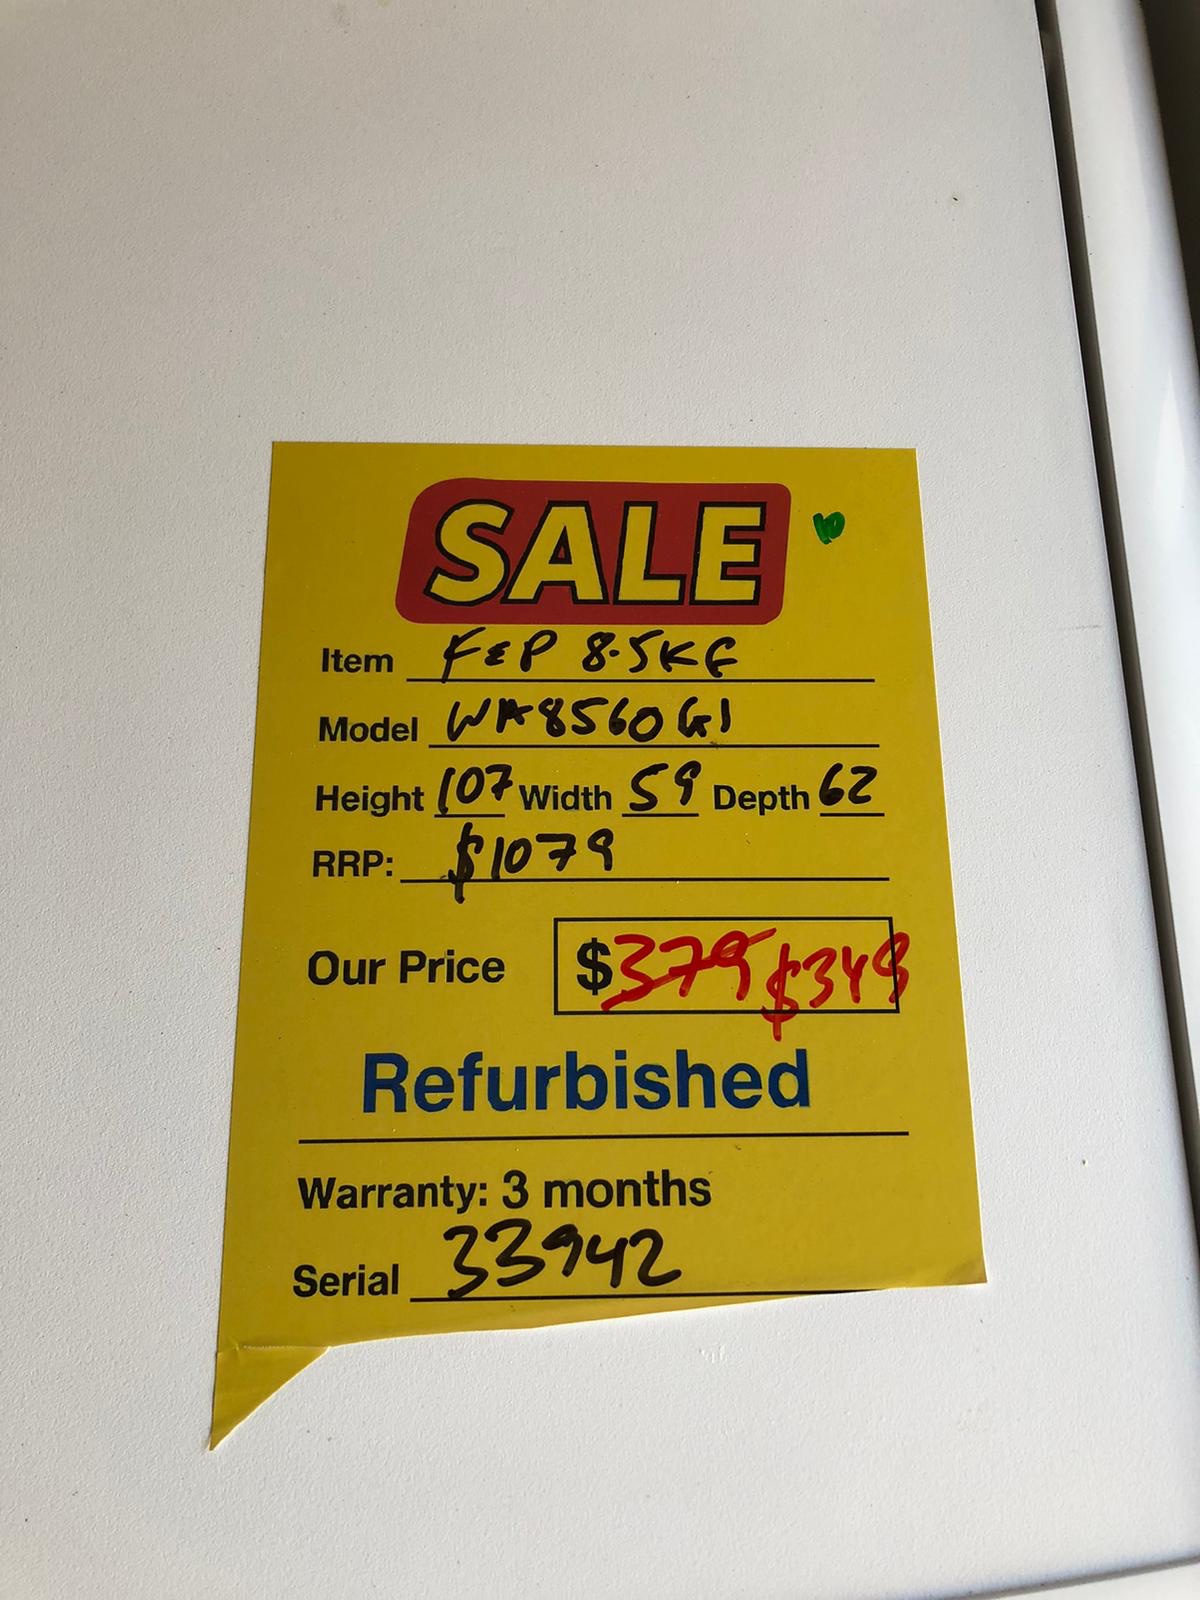 SALE
Item F&P 8.5KG
Model WA8560G1
Height 107 Width 59 Depth 62
RRP: $1079
Our Price $379 $349
Refurbished
Warranty: 3 months
Serial 33942